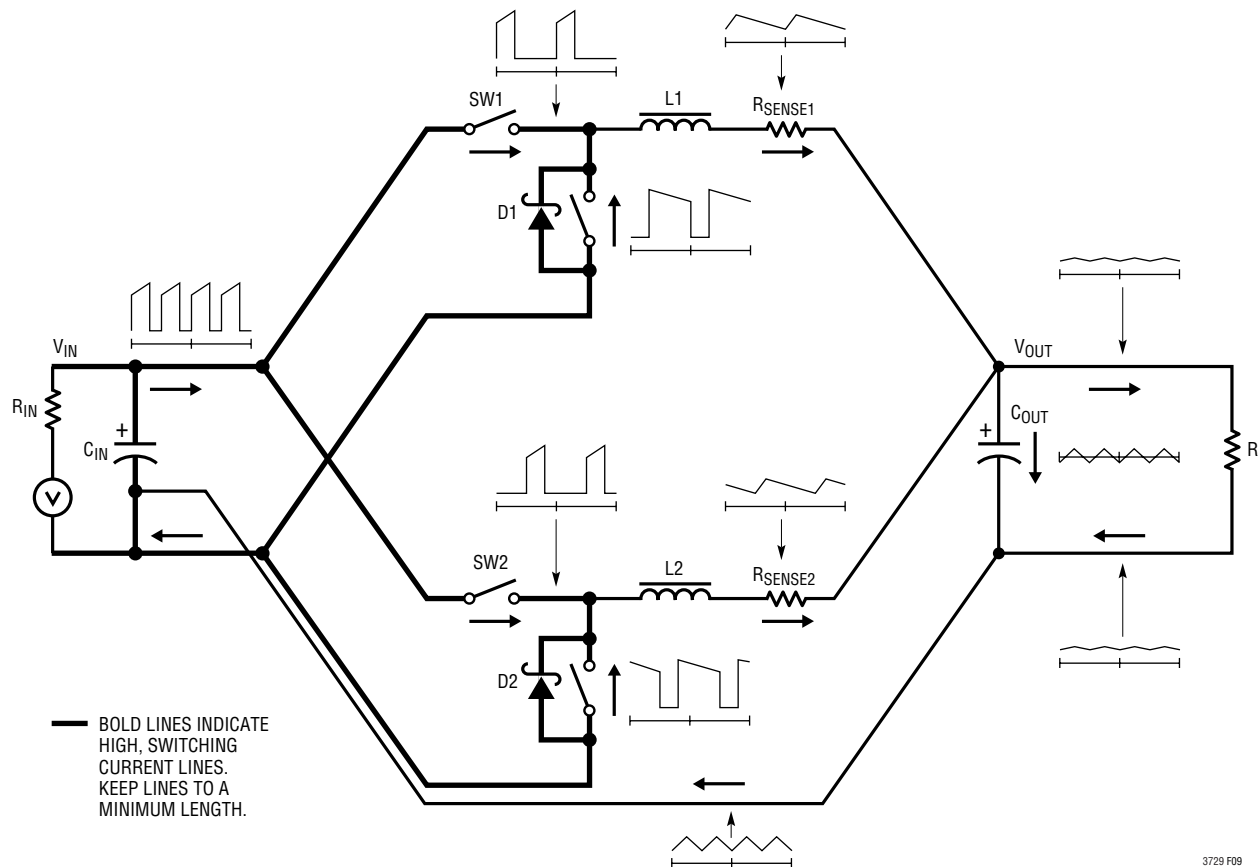 SW1
L1
RSENSE1
D1
VIN
VOUT
RIN
+
CIN
+
COUT
RL
V
SW2
L2
RSENSE2
D2
BOLD LINES INDICATE
HIGH, SWITCHING
CURRENT LINES.
KEEP LINES TO A
MINIMUM LENGTH.
3729 F09